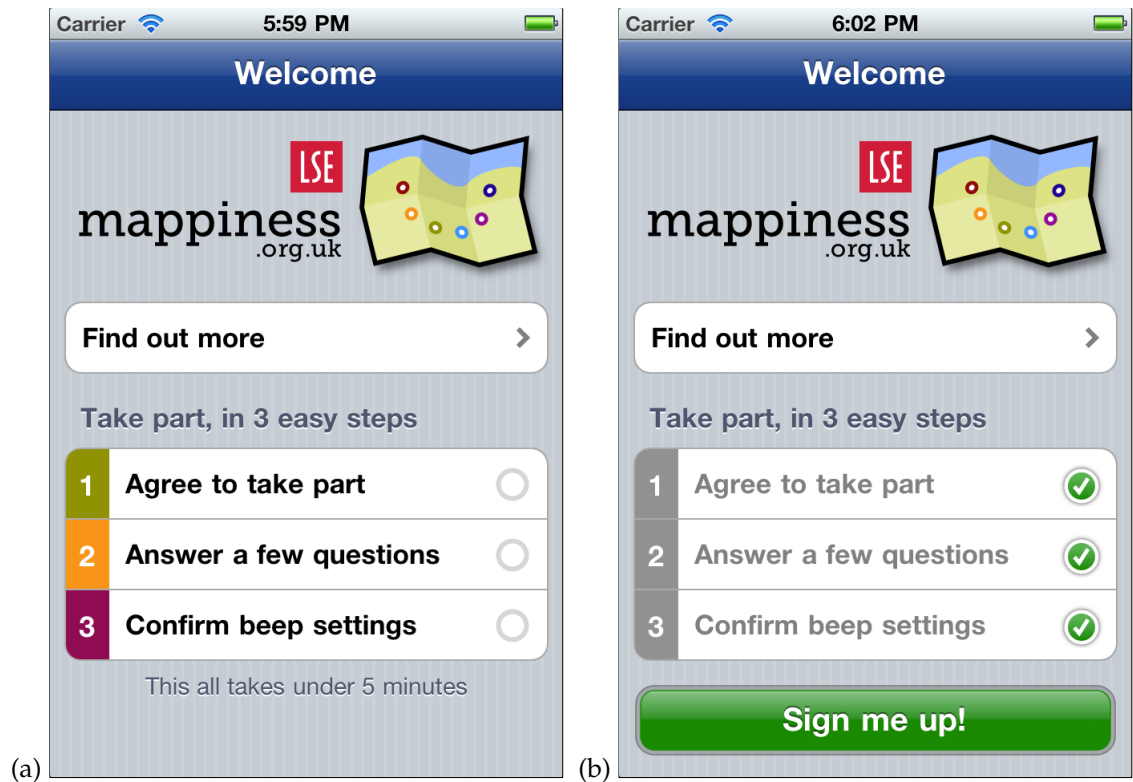 Carrier 5:59 PM
Welcome
LSE
mappiness
.org.uk
Find out more
Take part, in 3 easy steps
1 Agree to take part
2 Answer a few questions
3 Confirm beep settings
This all takes under 5 minutes
(a)
Carrier 6:02 PM
Welcome
LSE
mappiness
.org.uk
Find out more
Take part, in 3 easy steps
1 Agree to take part
2 Answer a few questions
3 Confirm beep settings
Sign me up!
(b)